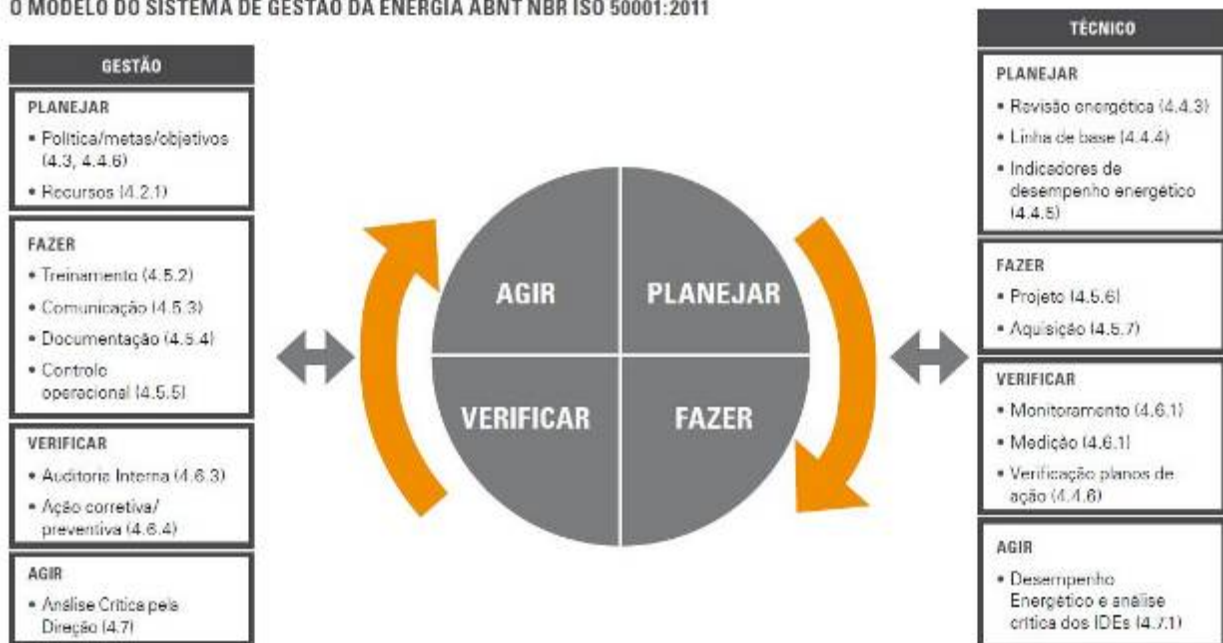 O MODELO DO SISTEMA DE GESTÃO DA ENERGIA ABNT NBR ISO 50001:2011
GESTÃO
PLANEJAR
• Política/metas/objetivos
(4.3, 4.4.6)
• Recursos (4.2.1)
FAZER
• Treinamento (4.5.2)
• Comunicação (4.5.3)
• Documentação (4.5.4)
• Controle
operacional (4.5.5)
VERIFICAR
• Auditoria Interna (4.6.3)
• Ação corretiva/
preventiva (4.6.4)
AGIR
• Análise Crítica pela
Direção (4.7)
AGIR
PLANEJAR
VERIFICAR
FAZER
TÉCNICO
PLANEJAR
• Revisão energética (4.4.3)
• Linha de base (4.4.4)
• Indicadores de
desempenho energético
(4.4.5)
FAZER
• Projeto (4.5.6)
• Aquisição (4.5.7)
VERIFICAR
• Monitoramento (4.6.1)
• Medição (4.6.1)
• Verificação planos de
ação (4.4.6)
AGIR
• Desempenho
Energético e análise
crítica dos IDEs (4.7.1)